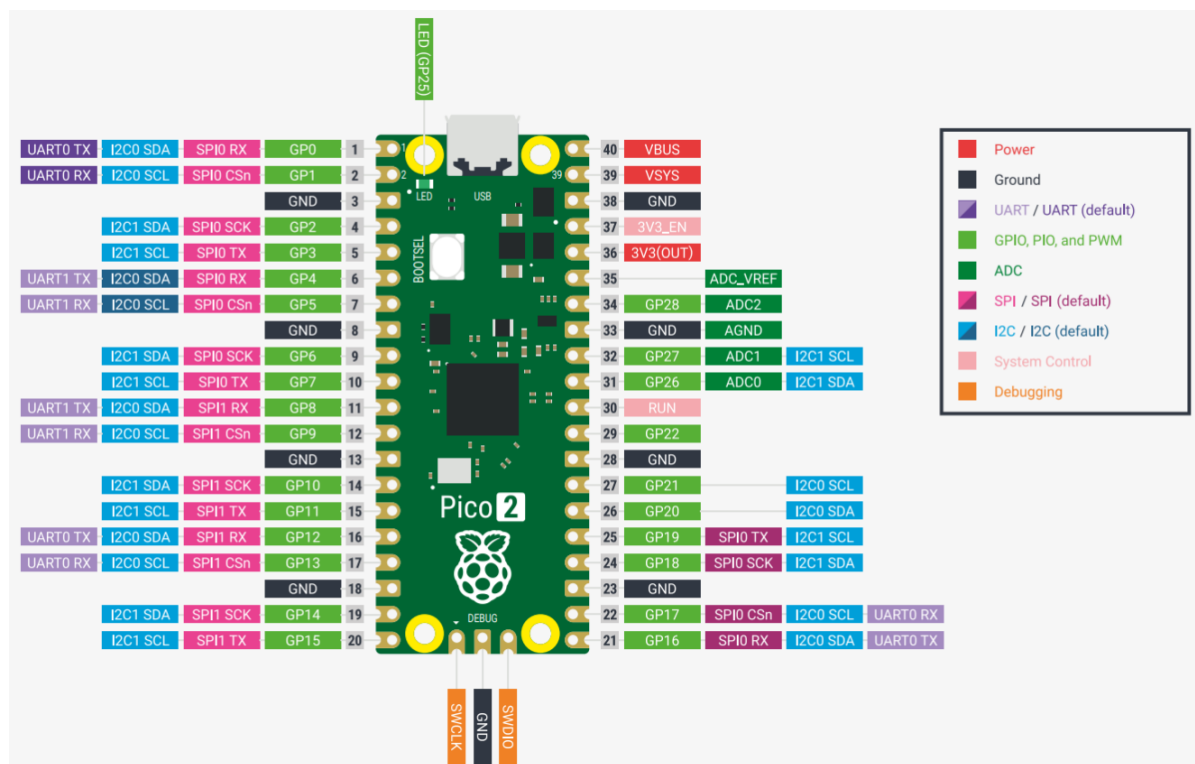 LED (GP25)
UART0 TX I2C0 SDA SPI0 RX GP0 1 1 40 VBUS
UART0 RX I2C0 SCL SPI0 CSn GP1 2 2 LED USB 39 39 VSYS
GND 3 38 GND
I2C1 SDA SPI0 SCK GP2 4 37 3V3_EN
I2C1 SCL SPI0 TX GP3 5 BOOTSEL 36 3V3(OUT)
UART1 TX I2C0 SDA SPI0 RX GP4 6 35 ADC_VREF
UART1 RX I2C0 SCL SPI0 CSn GP5 7 34 GP28 ADC2
GND 8 33 GND AGND
I2C1 SDA SPI0 SCK GP6 9 32 GP27 ADC1 I2C1 SCL
I2C1 SCL SPI0 TX GP7 10 31 GP26 ADC0 I2C1 SDA
UART1 TX I2C0 SDA SPI1 RX GP8 11 30 RUN
UART1 RX I2C0 SCL SPI1 CSn GP9 12 29 GP22
GND 13 28 GND
I2C1 SDA SPI1 SCK GP10 14 27 GP21 I2C0 SCL
I2C1 SCL SPI1 TX GP11 15 Pico 2 26 GP20 I2C0 SDA
UART0 TX I2C0 SDA SPI1 RX GP12 16 25 GP19 SPI0 TX I2C1 SCL
UART0 RX I2C0 SCL SPI1 CSn GP13 17 24 GP18 SPI0 SCK I2C1 SDA
GND 18 23 GND
I2C1 SDA SPI1 SCK GP14 19 DEBUG 22 GP17 SPI0 CSn I2C0 SCL UART0 RX
I2C1 SCL SPI1 TX GP15 20 21 GP16 SPI0 RX I2C0 SDA UART0 TX
SWCLK GND SWDIO
Power
Ground
UART / UART (default)
GPIO, PIO, and PWM
ADC
SPI / SPI (default)
I2C / I2C (default)
System Control
Debugging